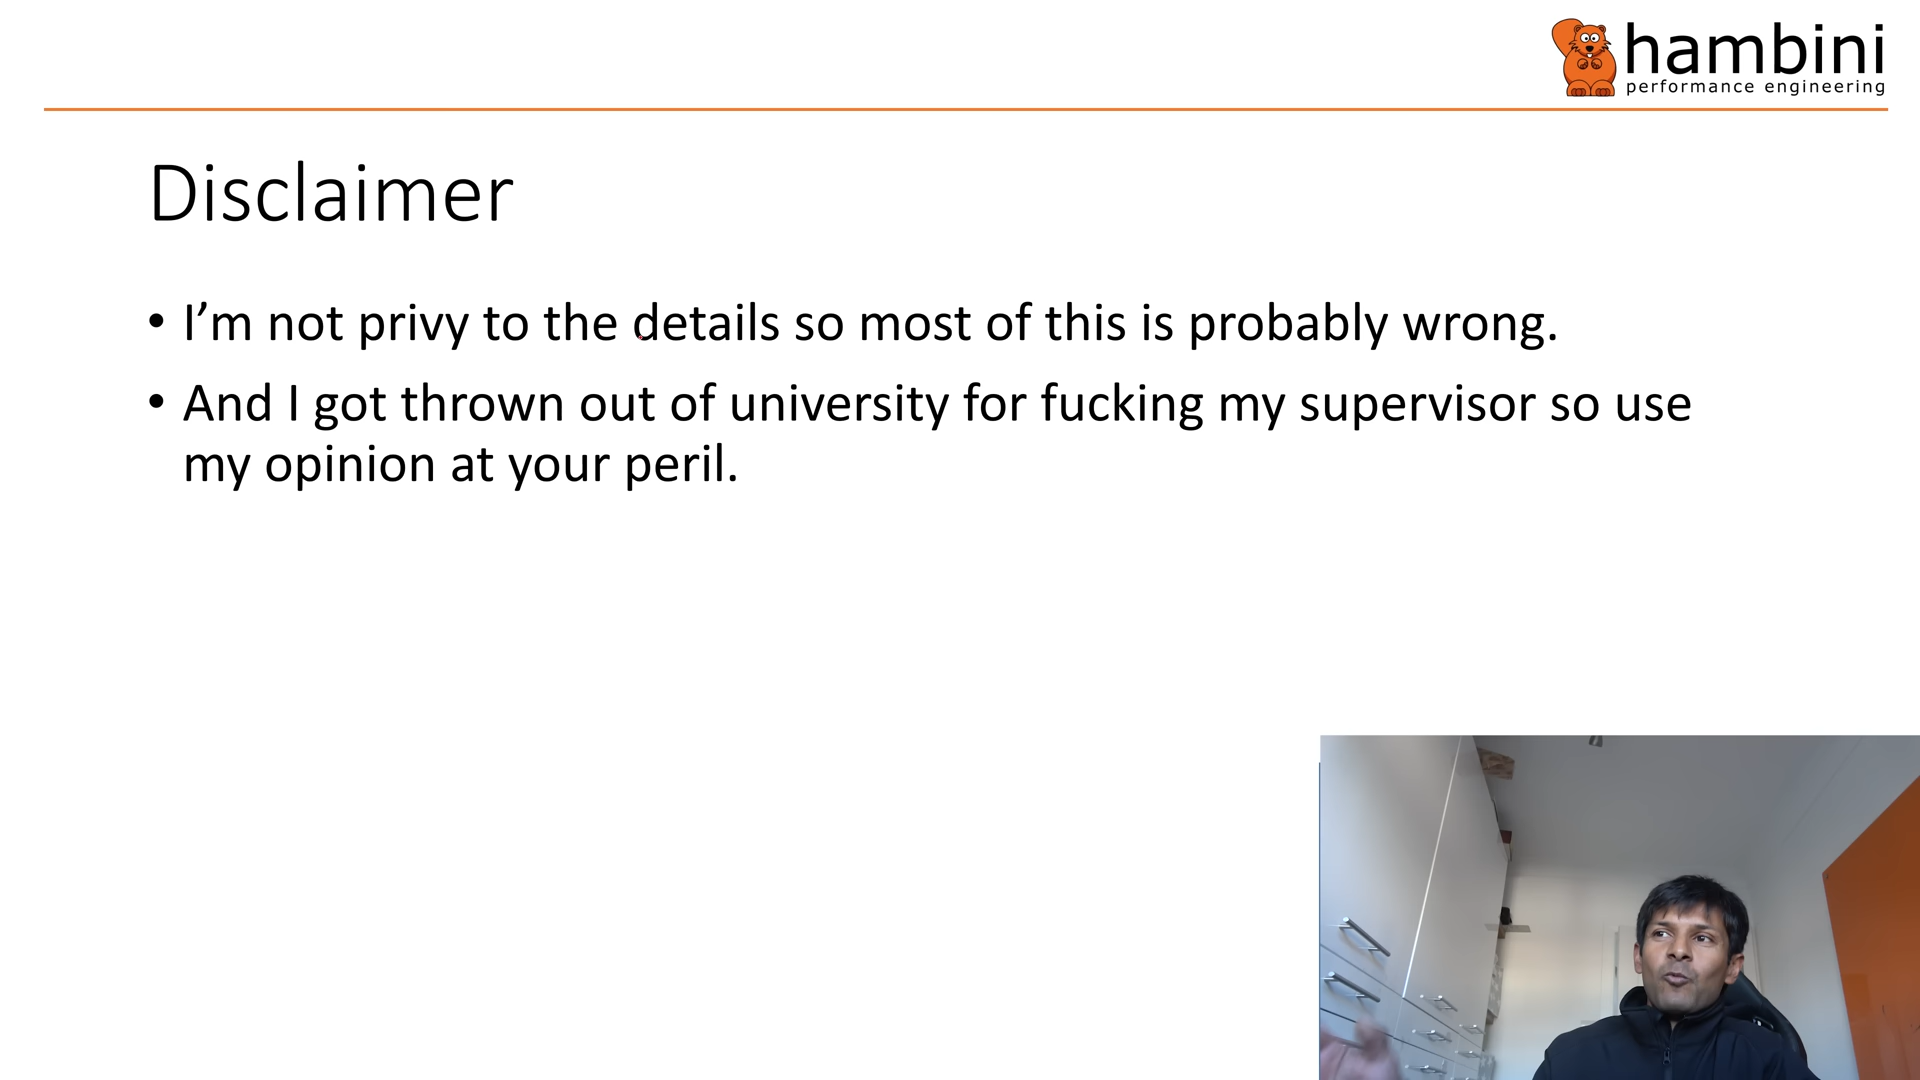 hambini
performance engineering
Disclaimer
• I’m not privy to the details so most of this is probably wrong.
• And I got thrown out of university for fucking my supervisor so use
my opinion at your peril.